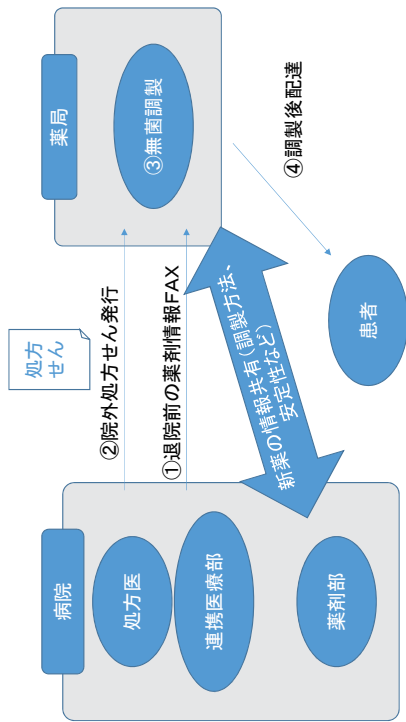 病院
処方医
連携医療部
薬剤部
処方
せん
②院外処方せん発行
①退院前の薬剤情報FAX
新薬の情報共有(調製方法、
安定性など)
薬局
③無菌調製
④調製後配達
患者